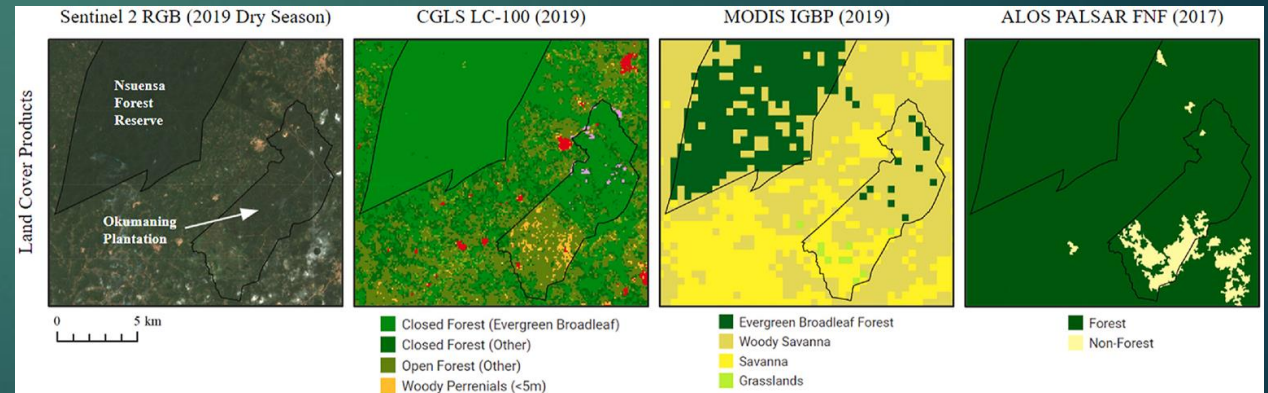 Sentinel 2 RGB (2019 Dry Season)
CGLS LC-100 (2019)
MODIS IGBP (2019)
ALOS PALSAR FNF (2017)
Land Cover Products
Nsuensa
Forest
Reserve
Okumaning
Plantation
0 5 km
Closed Forest (Evergreen Broadleaf)
Closed Forest (Other)
Open Forest (Other)
Woody Perrenials (<5m)
Evergreen Broadleaf Forest
Woody Savanna
Savanna
Grasslands
Forest
Non-Forest